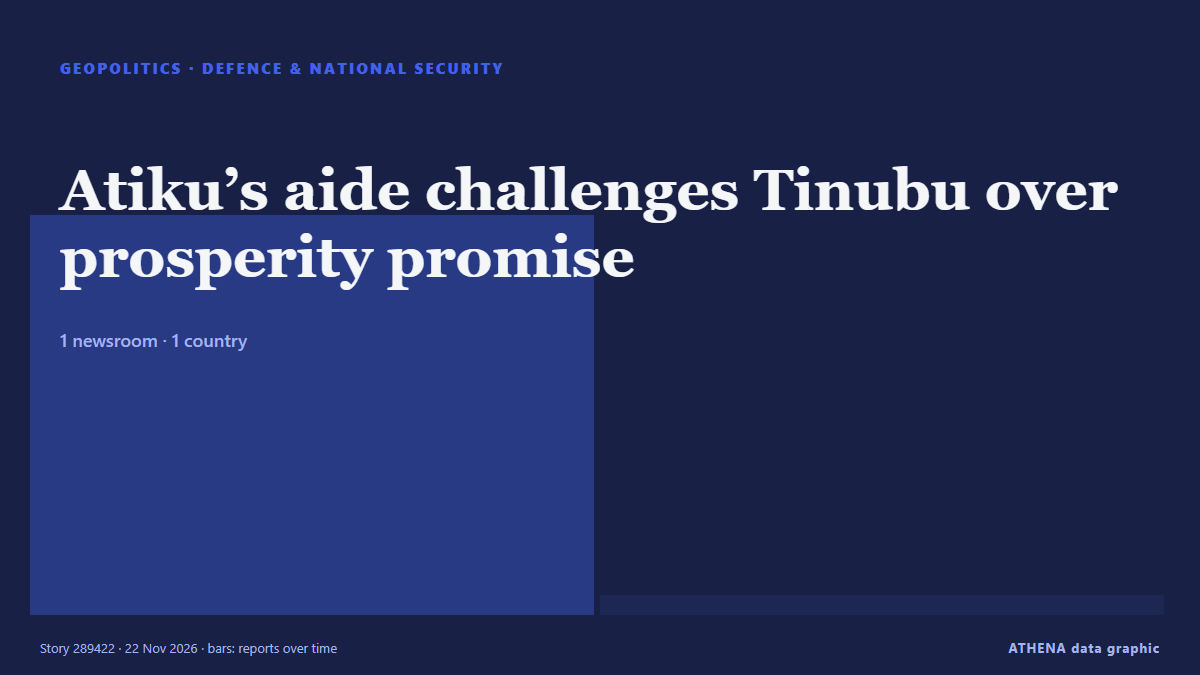 GEOPOLITICS · DEFENCE & NATIONAL SECURITY
Atiku’s aide challenges Tinubu over
prosperity promise
1 newsroom · 1 country
Story 289422 · 22 Nov 2026 · bars: reports over time
ATHENA data graphic